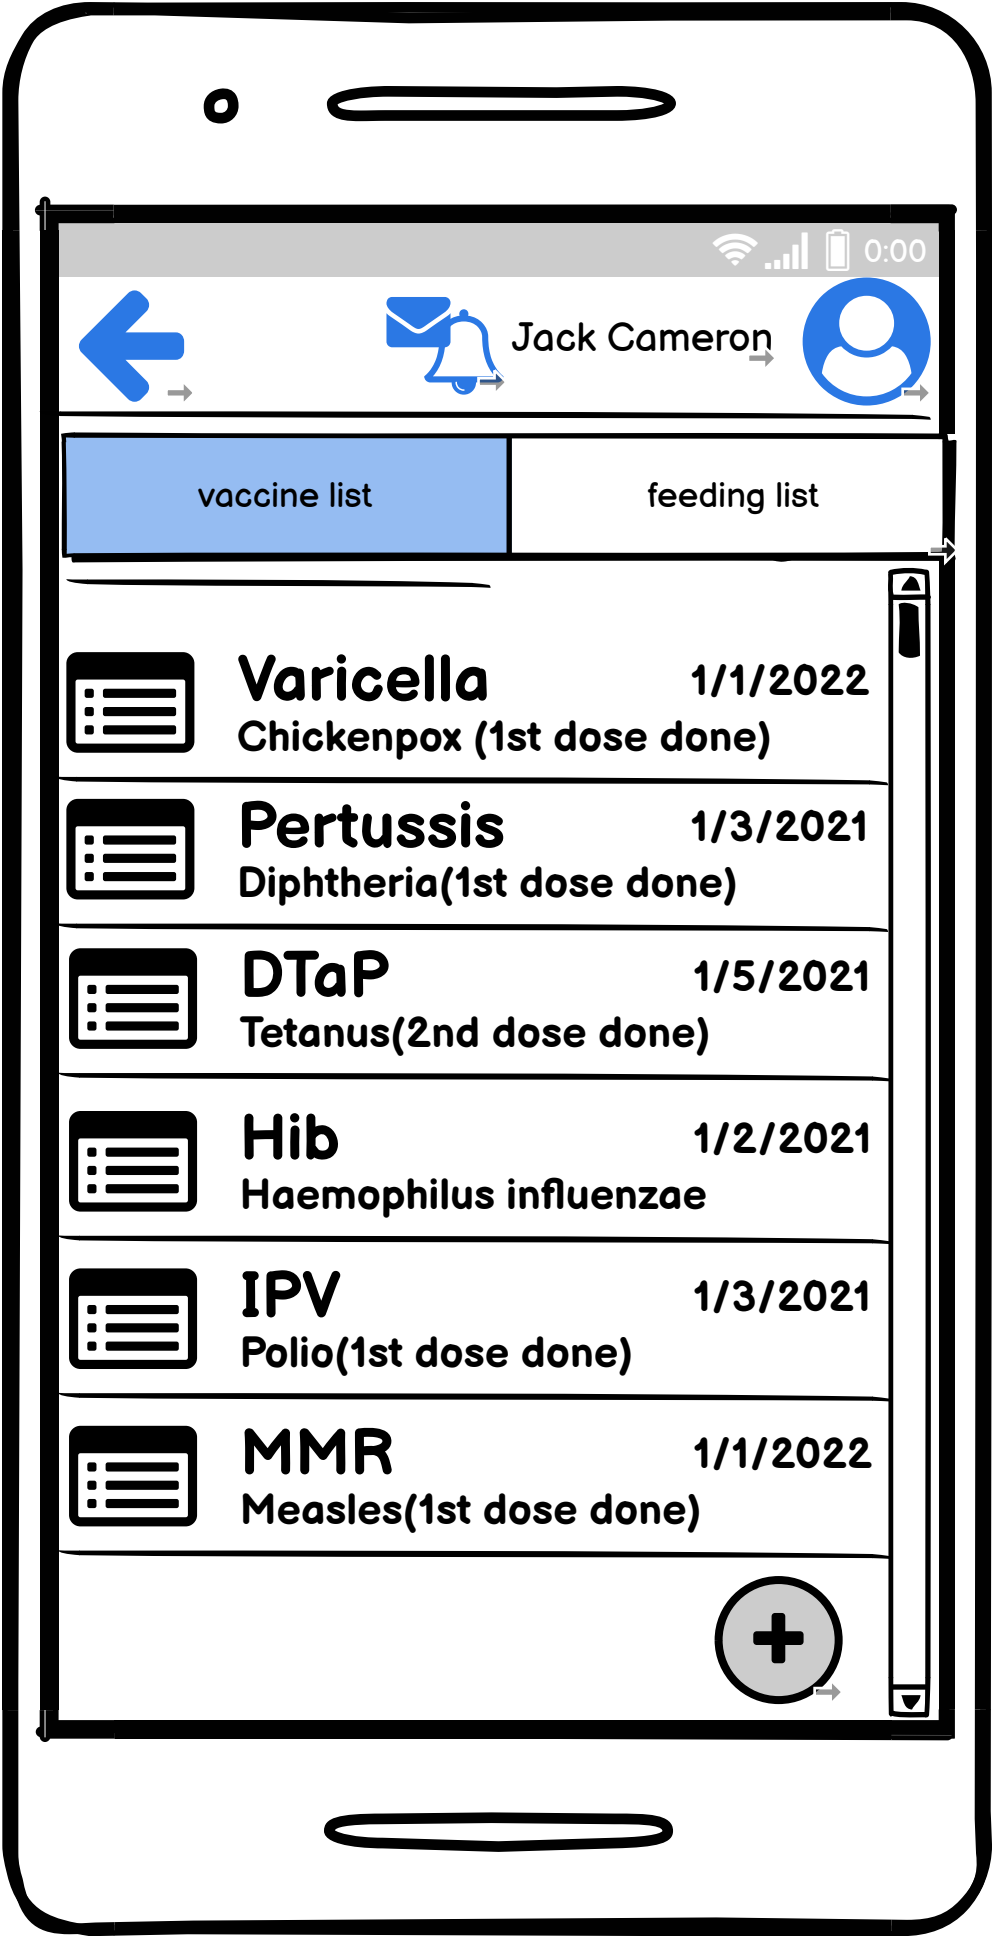 0:00
Jack Cameron
vaccine list
feeding list
Varicella
1/1/2022
Chickenpox (1st dose done)
Pertussis
1/3/2021
Diphtheria(1st dose done)
DTaP
1/5/2021
Tetanus(2nd dose done)
Hib
1/2/2021
Haemophilus influenzae
IPV
1/3/2021
Polio(1st dose done)
MMR
1/1/2022
Measles(1st dose done)